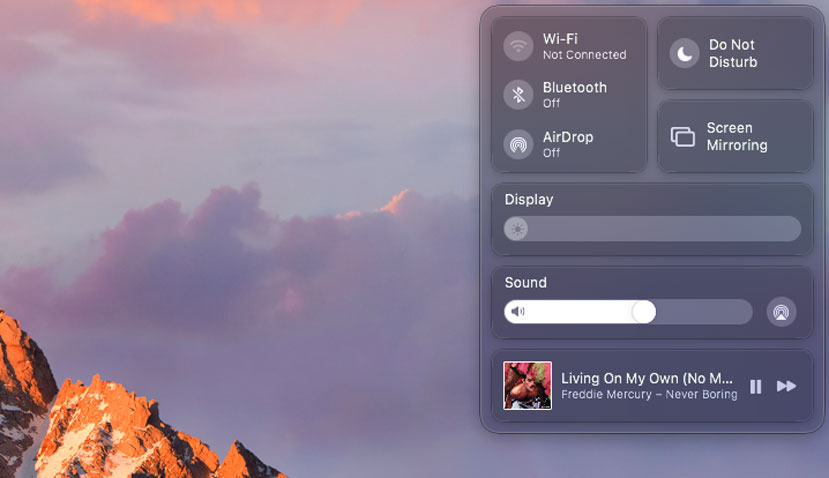 Wi-Fi
Not Connected
Bluetooth
Off
AirDrop
Off
Do Not
Disturb
Screen
Mirroring
Display
Sound
Living On My Own (No M...
Freddie Mercury – Never Boring